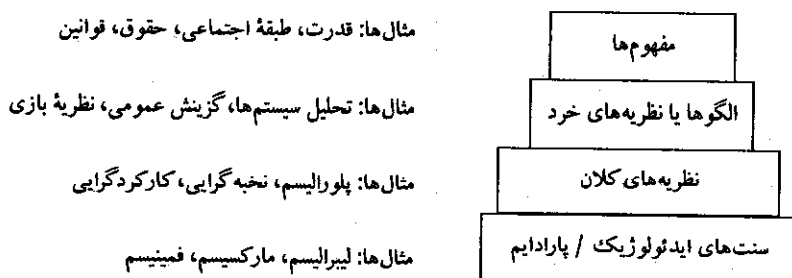 مفهوم‌ها
مثال‌ها: قدرت، طبقهٔ اجتماعی، حقوق، قوانین
الگوها یا نظریه‌های خرد
مثال‌ها: تحلیل سیستم‌ها، گزینش عمومی، نظریهٔ بازی
نظریه‌های کلان
مثال‌ها: پلورالیسم، نخبه‌گرایی، کارکردگرایی
سنت‌های ایدئولوژیک / پارادایم
مثال‌ها: لیبرالیسم، مارکسیسم، فمینیسم